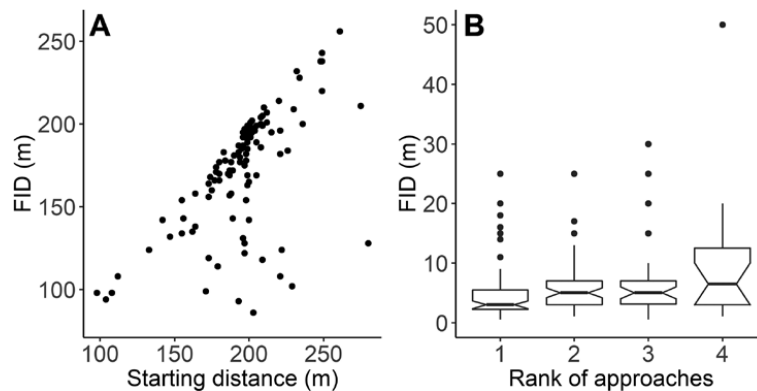 A
FID (m)
250
200
150
100
100 150 200 250
Starting distance (m)
B
FID (m)
50
40
30
20
10
0
1 2 3 4
Rank of approaches